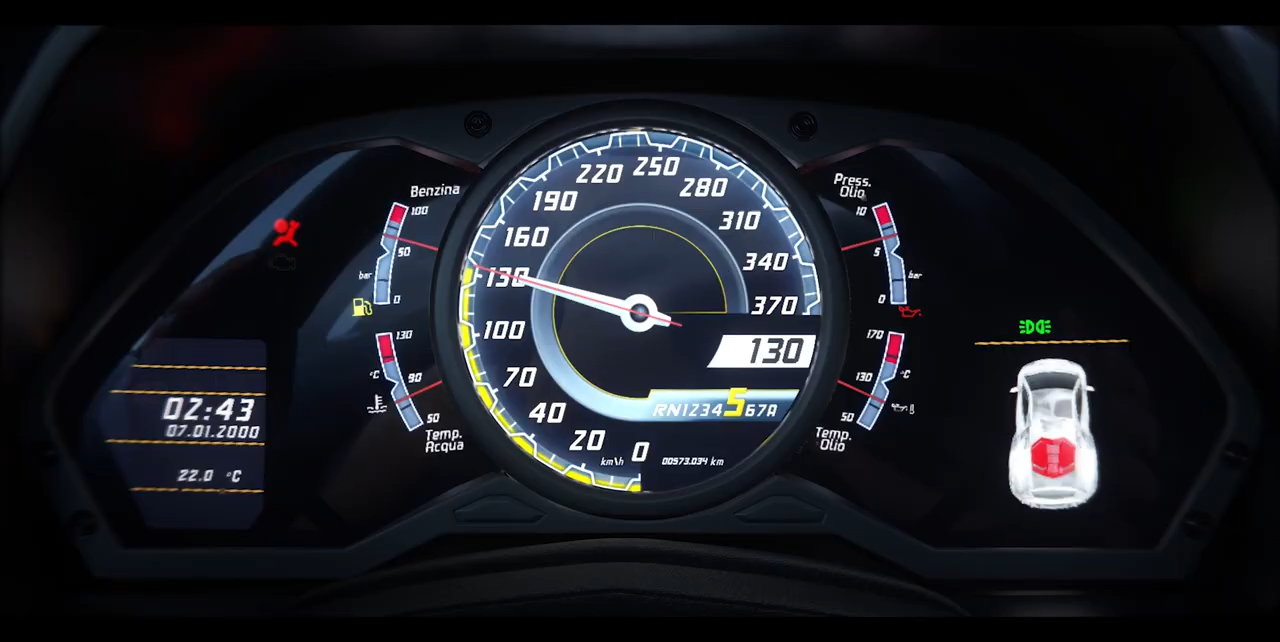 Benzina
100
50
bar
0
130
°C
90
50
Temp.
Acqua
02:43
07.01.2000
22.0 °C
250
220
280
190
310
160
340
130
370
100
130
70
RN1234567A
40
20
0
km\h
00573.034 km
Press.
Olio
10
5
bar
0
170
°C
130
50
Temp.
Olio